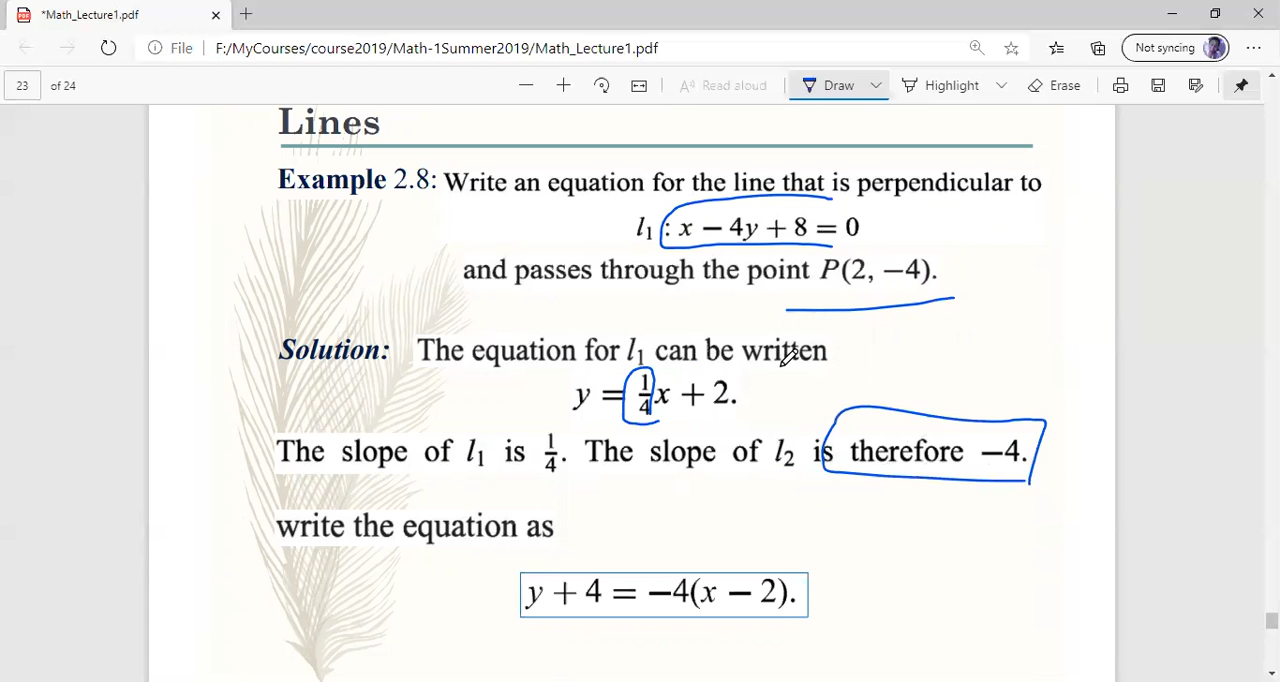 *Math_Lecture1.pdf
File F:/MyCourses/course2019/Math-1Summer2019/Math_Lecture1.pdf Not syncing
23 of 24 Read aloud Draw Highlight Erase
Lines
Example 2.8: Write an equation for the line that is perpendicular to
l₁ : x − 4y + 8 = 0
and passes through the point P(2, −4).
Solution: The equation for l₁ can be written
y = ¼x + 2.
The slope of l₁ is ¼. The slope of l₂ is therefore −4.
write the equation as
y + 4 = −4(x − 2).